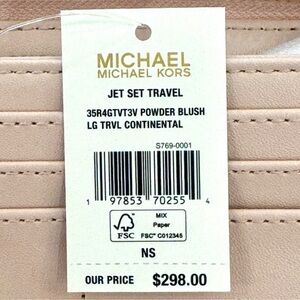 MICHAEL
MICHAEL KORS
JET SET TRAVEL
35R4GTVT3V POWDER BLUSH
LG TRVL CONTINENTAL
S769-0001
1 97853 70255 4
FSC
MIX
Paper
FSC™ C012345
NS
OUR PRICE $298.00